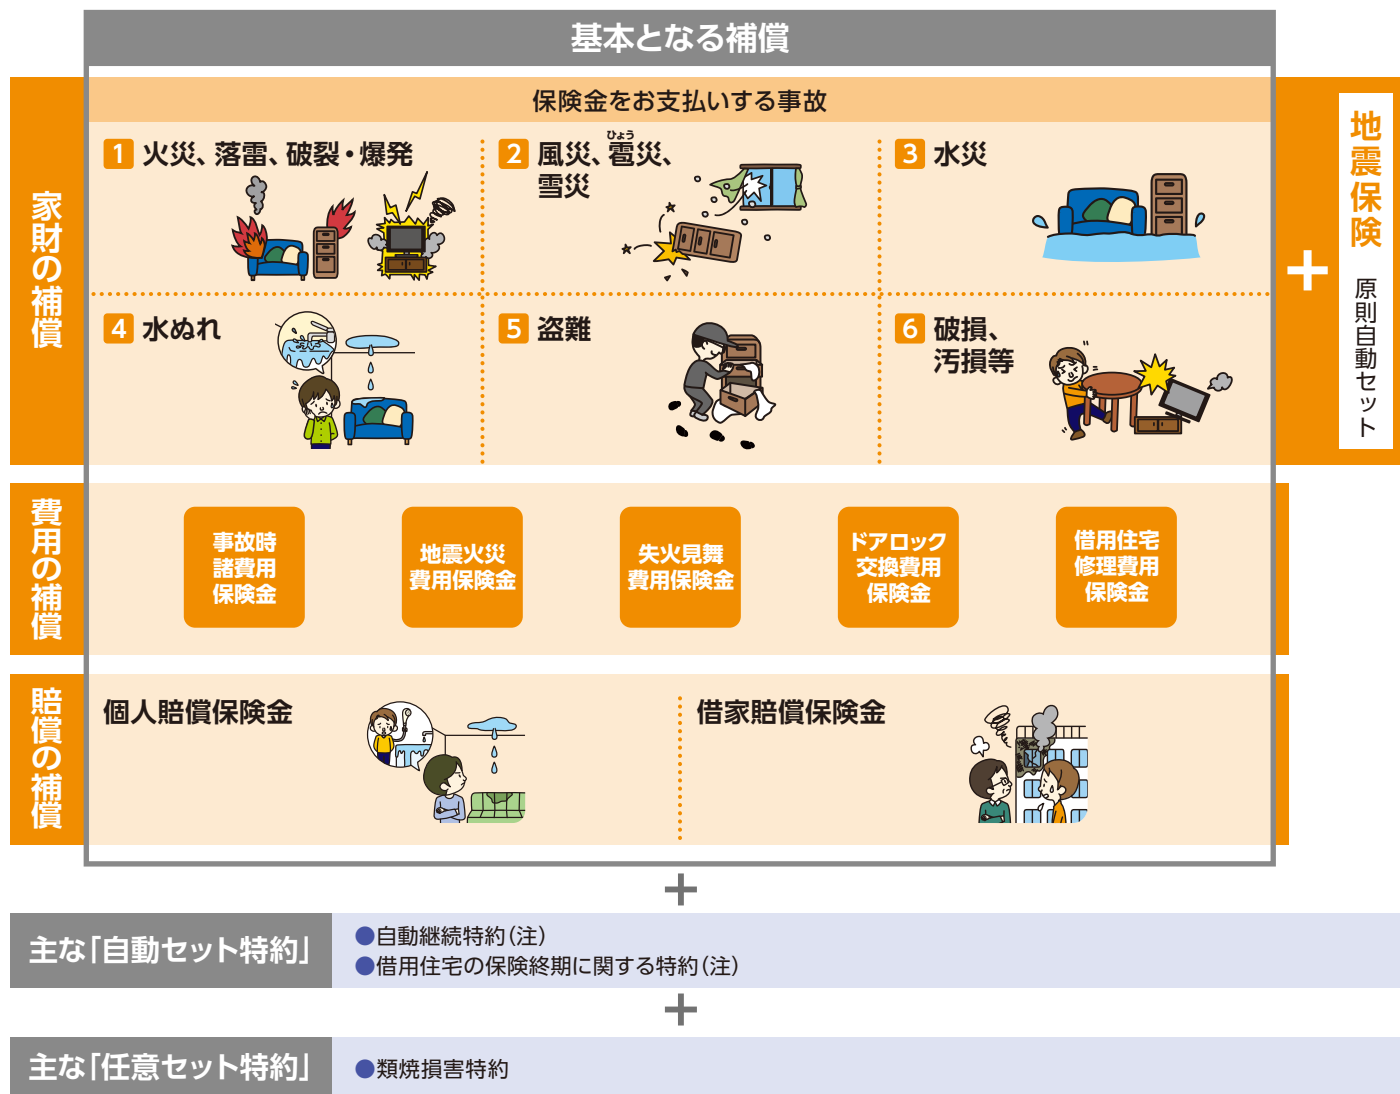 基本となる補償
家財の補償
保険金をお支払いする事故
1 火災、落雷、破裂・爆発
2 風災、雹災、
ひょう
雪災
3 水災
4 水ぬれ
5 盗難
6 破損、
汚損等
＋
地震保険 原則自動セット
費用の補償
事故時
諸費用
保険金
地震火災
費用保険金
失火見舞
費用保険金
ドアロック
交換費用
保険金
借用住宅
修理費用
保険金
賠償の補償
個人賠償保険金
借家賠償保険金
＋
主な「自動セット特約」
●自動継続特約（注）
●借用住宅の保険終期に関する特約（注）
＋
主な「任意セット特約」
●類焼損害特約